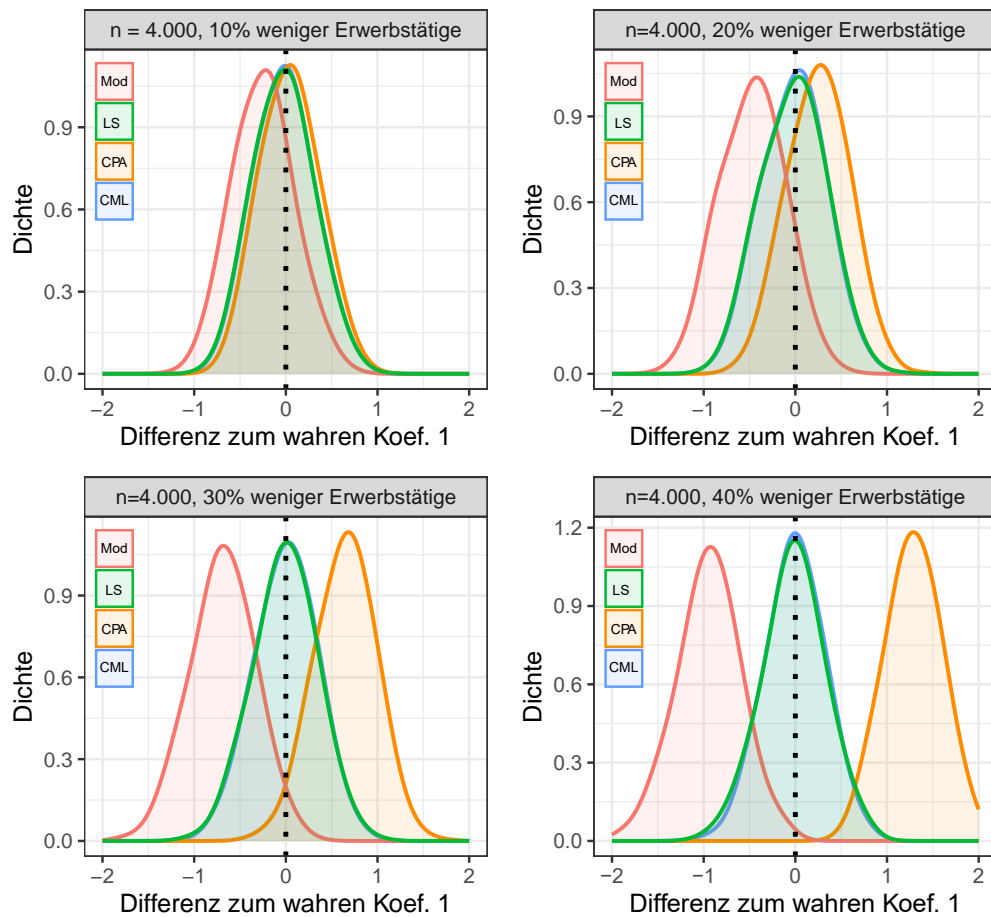 n = 4.000, 10% weniger Erwerbstätige
Mod
LS
CPA
CML
Dichte
0.9
0.6
0.3
0.0
−2
−1
0
1
2
Differenz zum wahren Koef. 1
n=4.000, 20% weniger Erwerbstätige
Mod
LS
CPA
CML
Dichte
0.9
0.6
0.3
0.0
−2
−1
0
1
2
Differenz zum wahren Koef. 1
n=4.000, 30% weniger Erwerbstätige
Mod
LS
CPA
CML
Dichte
0.9
0.6
0.3
0.0
−2
−1
0
1
2
Differenz zum wahren Koef. 1
n=4.000, 40% weniger Erwerbstätige
Mod
LS
CPA
CML
Dichte
1.2
0.9
0.6
0.3
0.0
−2
−1
0
1
2
Differenz zum wahren Koef. 1